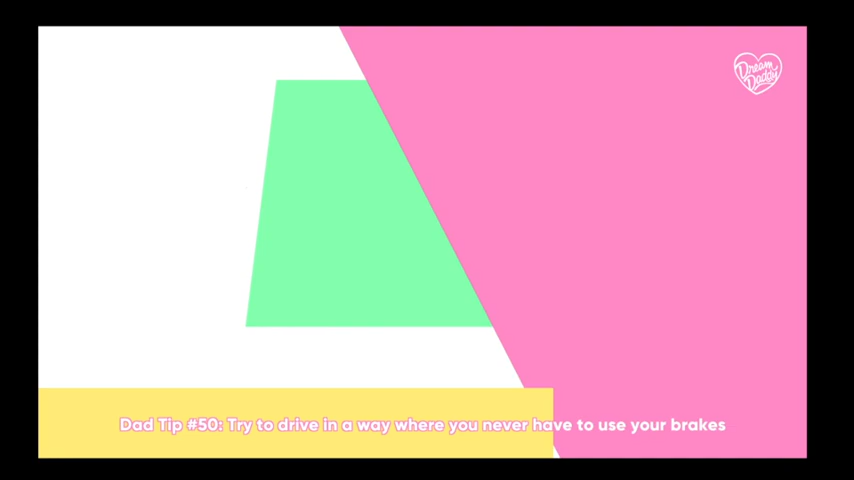 Dream
Daddy
Dad Tip #50: Try to drive in a way where you never have to use your brakes